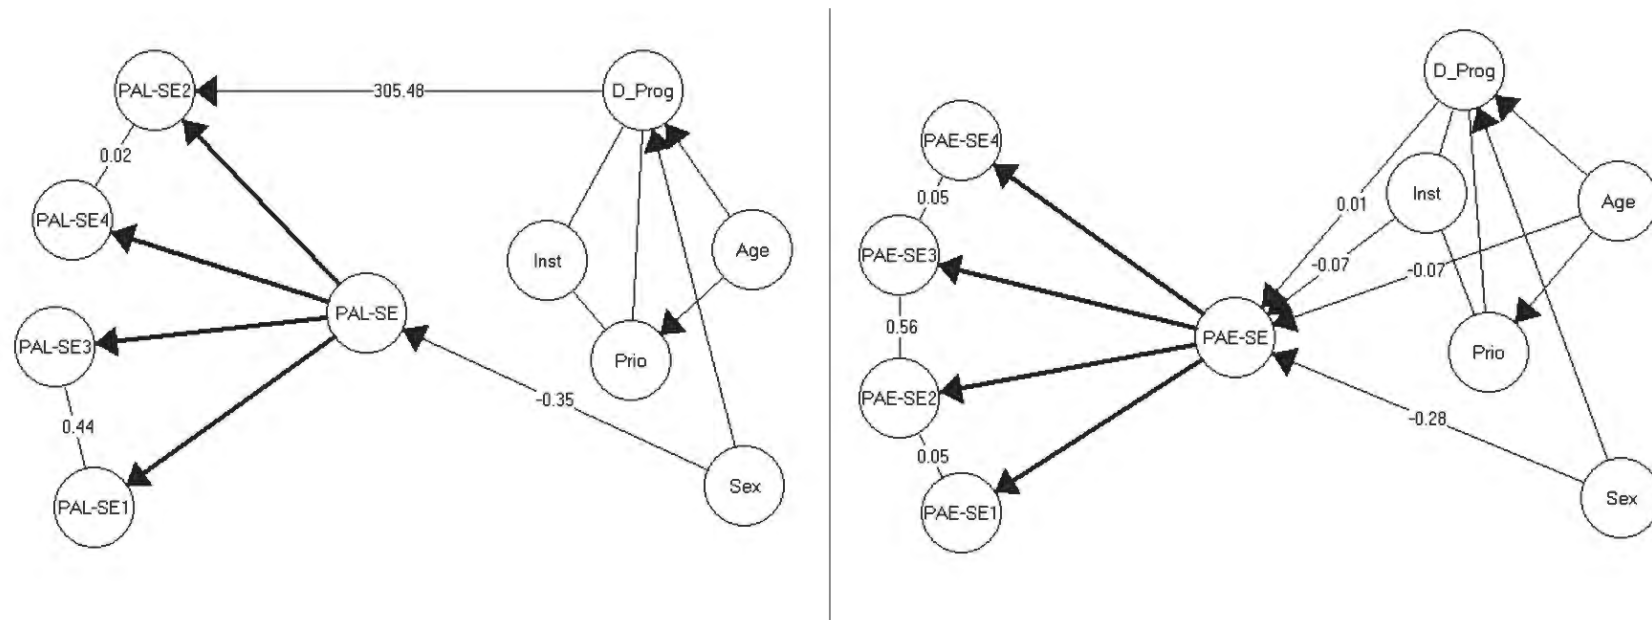 PAL-SE2
305.48
D_Prog
0.02
PAL-SE4
Inst
Age
PAL-SE
PAL-SE3
Prio
-0.35
0.44
Sex
PAL-SE1
D_Prog
PAE-SE4
Inst
Age
0.05
0.01
PAE-SE3
-0.07
-0.07
0.56
PAE-SE
Prio
PAE-SE2
-0.28
0.05
Sex
PAE-SE1